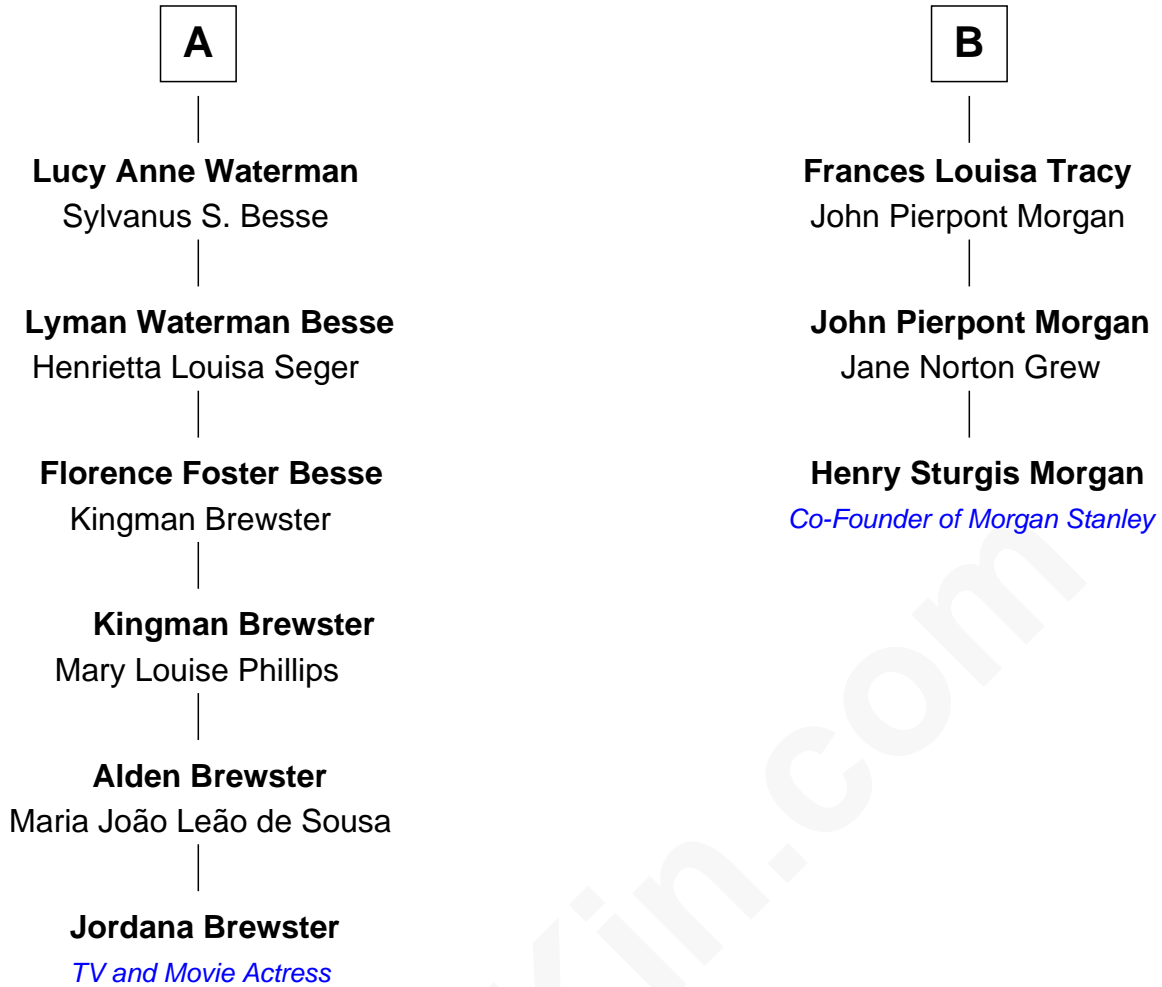 A
Lucy Anne Waterman
Sylvanus S. Besse
Lyman Waterman Besse
Henrietta Louisa Seger
Florence Foster Besse
Kingman Brewster
Kingman Brewster
Mary Louise Phillips
Alden Brewster
Maria João Leão de Sousa
Jordana Brewster
TV and Movie Actress
B
Frances Louisa Tracy
John Pierpont Morgan
John Pierpont Morgan
Jane Norton Grew
Henry Sturgis Morgan
Co-Founder of Morgan Stanley
Kin.com